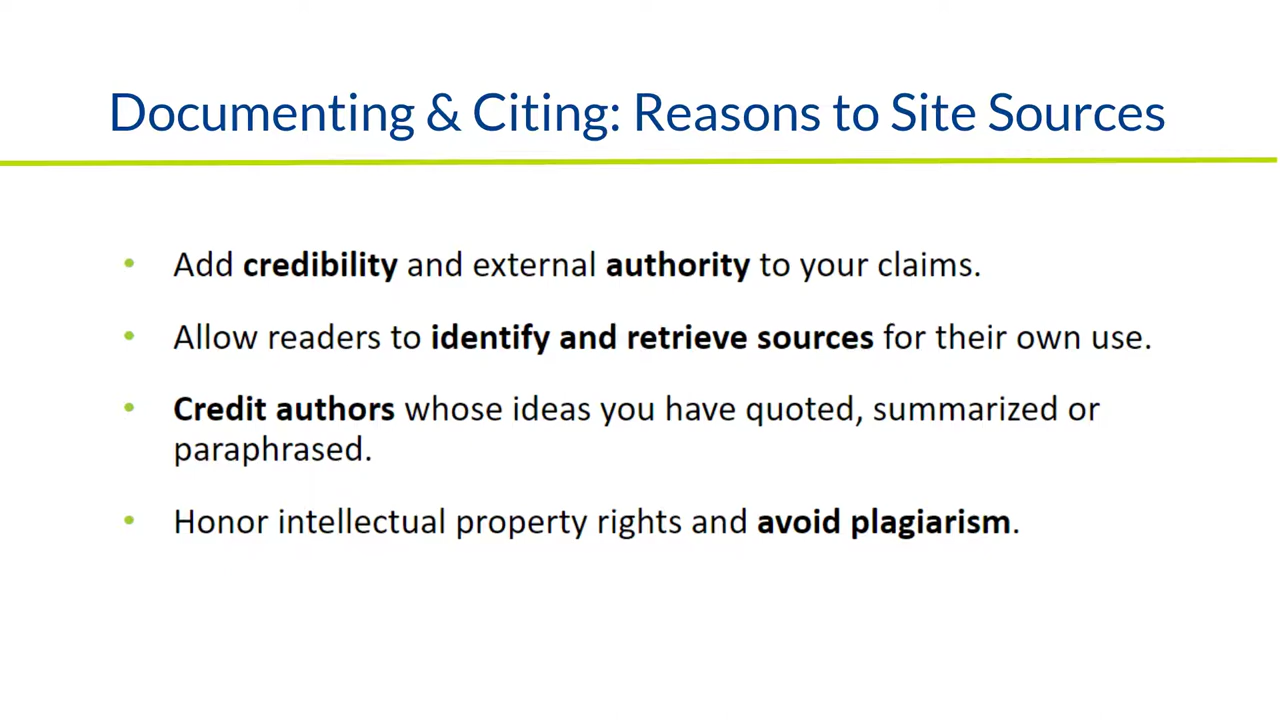 Documenting & Citing: Reasons to Site Sources
• Add credibility and external authority to your claims.
• Allow readers to identify and retrieve sources for their own use.
• Credit authors whose ideas you have quoted, summarized or
paraphrased.
• Honor intellectual property rights and avoid plagiarism.